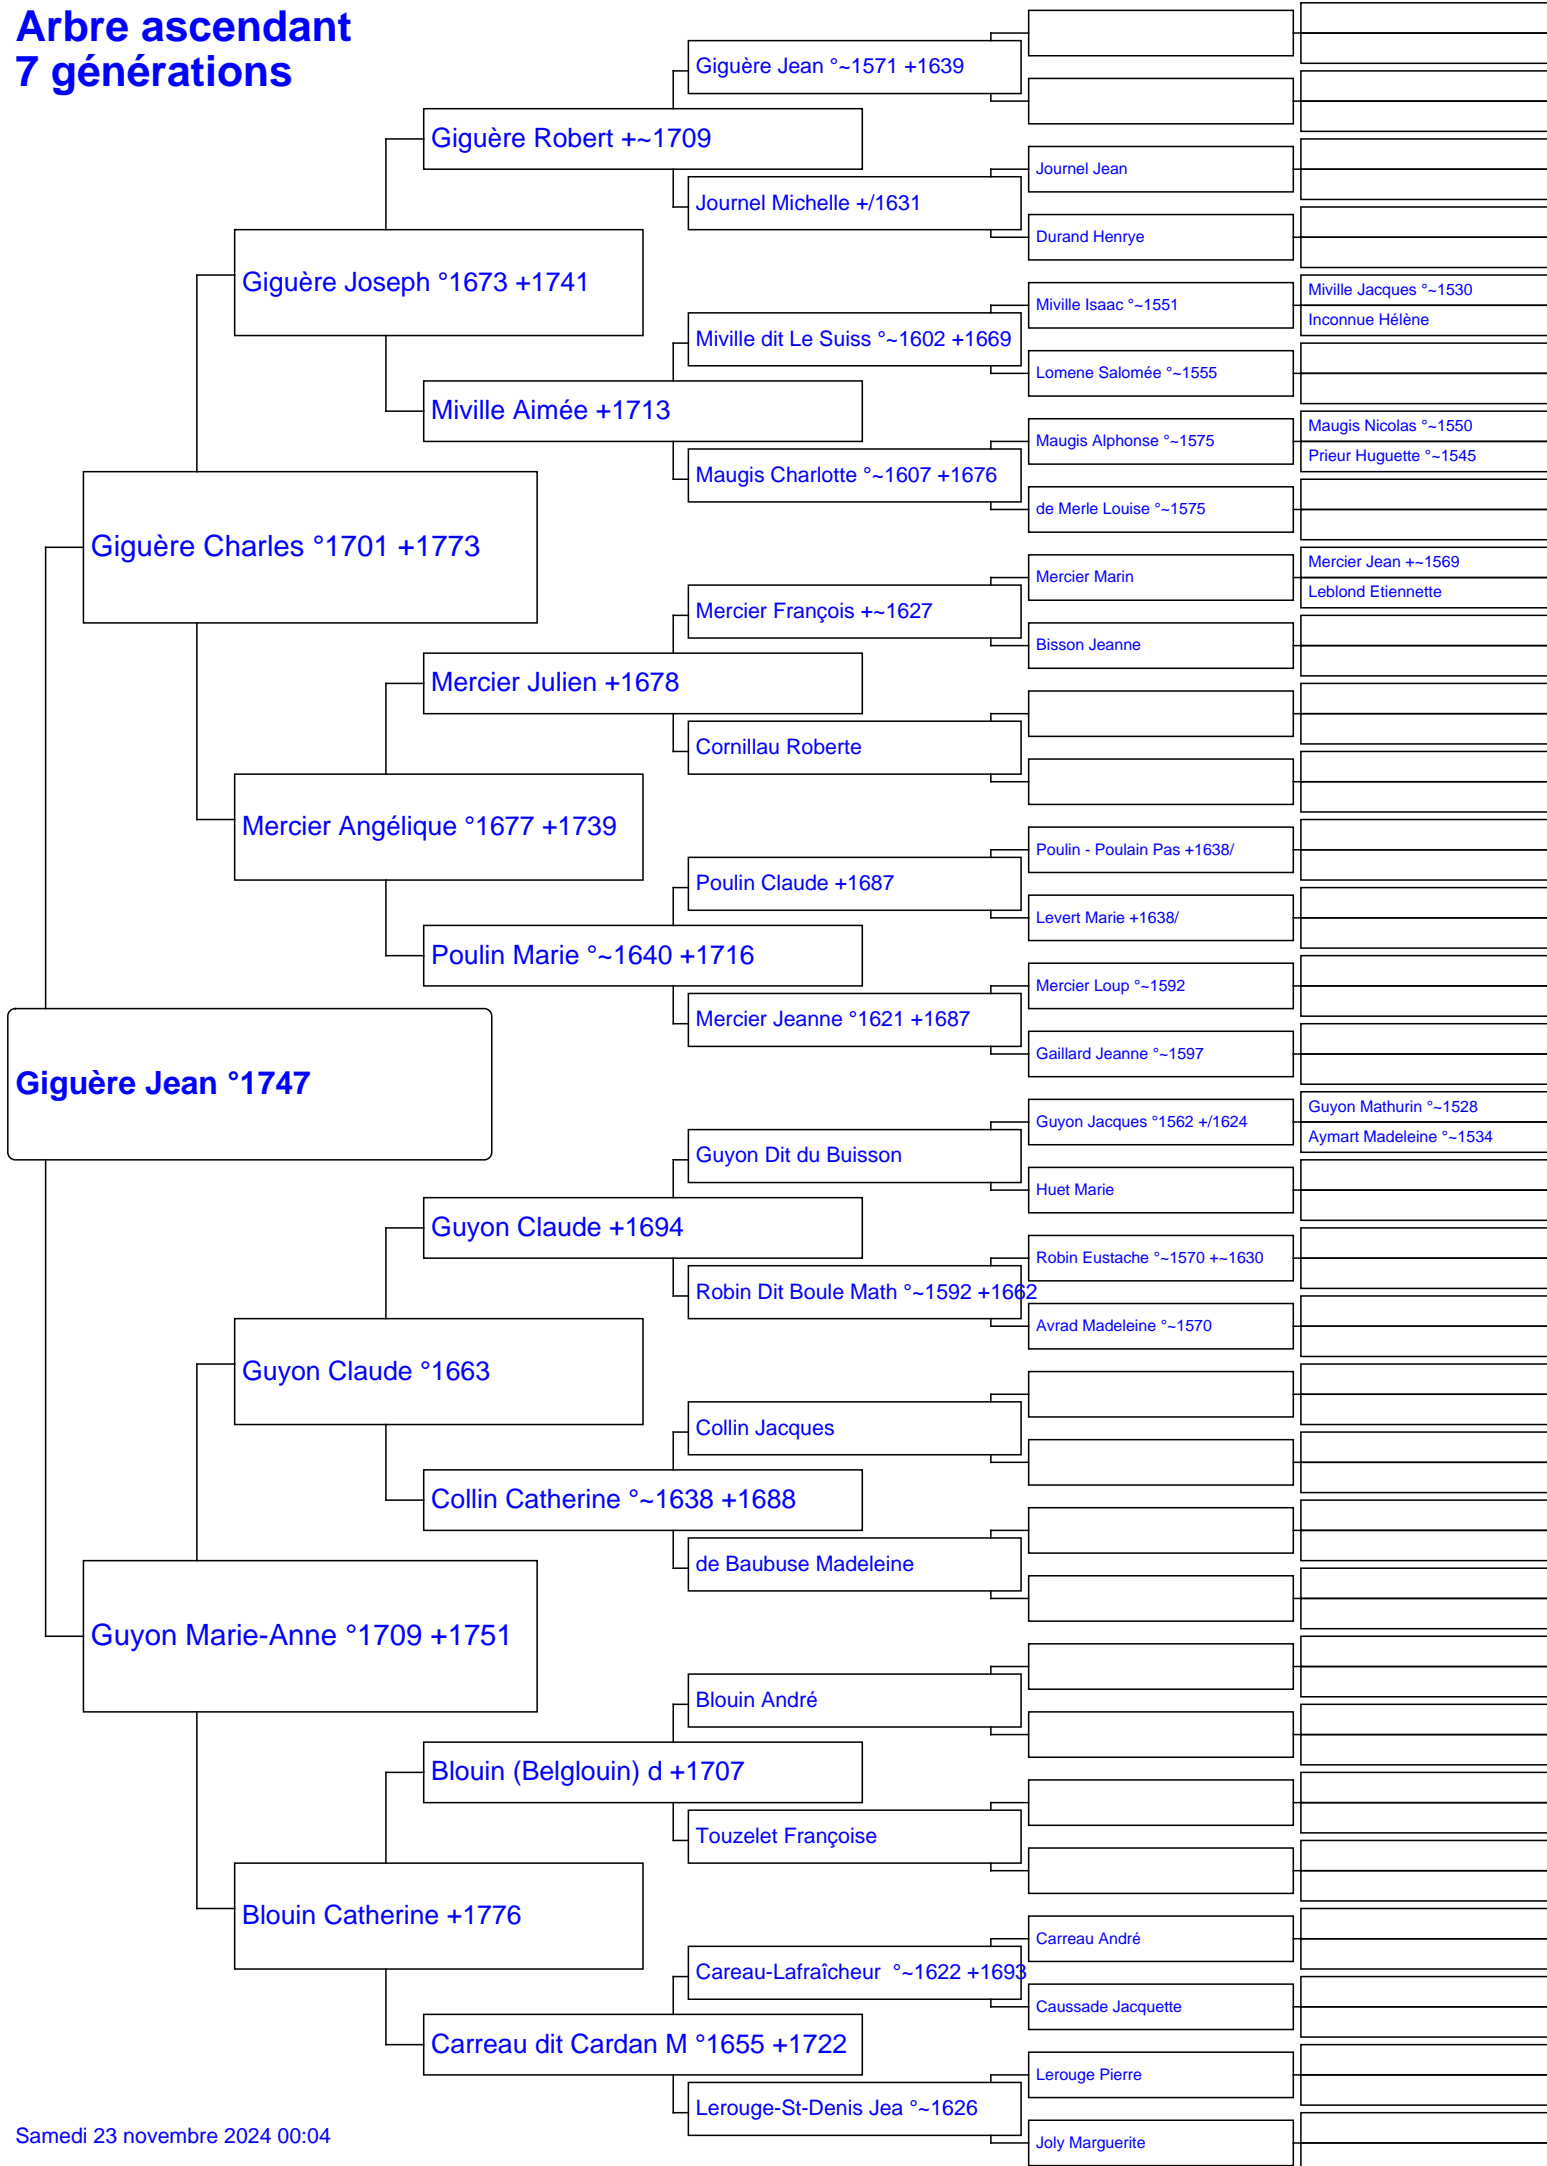 Arbre ascendant
7 générations
Giguère Jean °1747
Giguère Charles °1701 +1773
Guyon Marie-Anne °1709 +1751
Giguère Joseph °1673 +1741
Mercier Angélique °1677 +1739
Guyon Claude °1663
Blouin Catherine +1776
Giguère Robert +~1709
Miville Aimée +1713
Mercier Julien +1678
Poulin Marie °~1640 +1716
Guyon Claude +1694
Collin Catherine °~1638 +1688
Blouin (Belglouin) d +1707
Carreau dit Cardan M °1655 +1722
Giguère Jean °~1571 +1639
Journel Michelle +/1631
Miville dit Le Suiss °~1602 +1669
Maugis Charlotte °~1607 +1676
Mercier François +~1627
Cornillau Roberte
Poulin Claude +1687
Mercier Jeanne °1621 +1687
Guyon Dit du Buisson
Robin Dit Boule Math °~1592 +1662
Collin Jacques
de Baubuse Madeleine
Blouin André
Touzelet Françoise
Careau-Lafraîcheur °~1622 +1693
Lerouge-St-Denis Jea °~1626
Journel Jean
Durand Henrye
Miville Isaac °~1551
Lomene Salomée °~1555
Maugis Alphonse °~1575
de Merle Louise °~1575
Mercier Marin
Bisson Jeanne
Poulin - Poulain Pas +1638/
Levert Marie +1638/
Mercier Loup °~1592
Gaillard Jeanne °~1597
Guyon Jacques °1562 +/1624
Huet Marie
Robin Eustache °~1570 +~1630
Avrad Madeleine °~1570
Carreau André
Caussade Jacquette
Lerouge Pierre
Joly Marguerite
Miville Jacques °~1530
Inconnue Hélène
Maugis Nicolas °~1550
Prieur Huguette °~1545
Mercier Jean +~1569
Leblond Etiennette
Guyon Mathurin °~1528
Aymart Madeleine °~1534
Samedi 23 novembre 2024 00:04